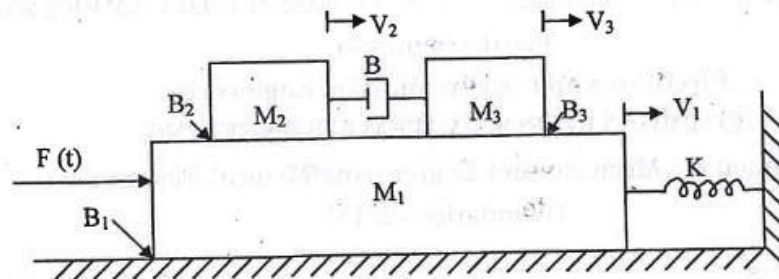 V₂ V₃
B
B₂ M₂ M₃ B₃ V₁
F (t)
M₁ K
B₁